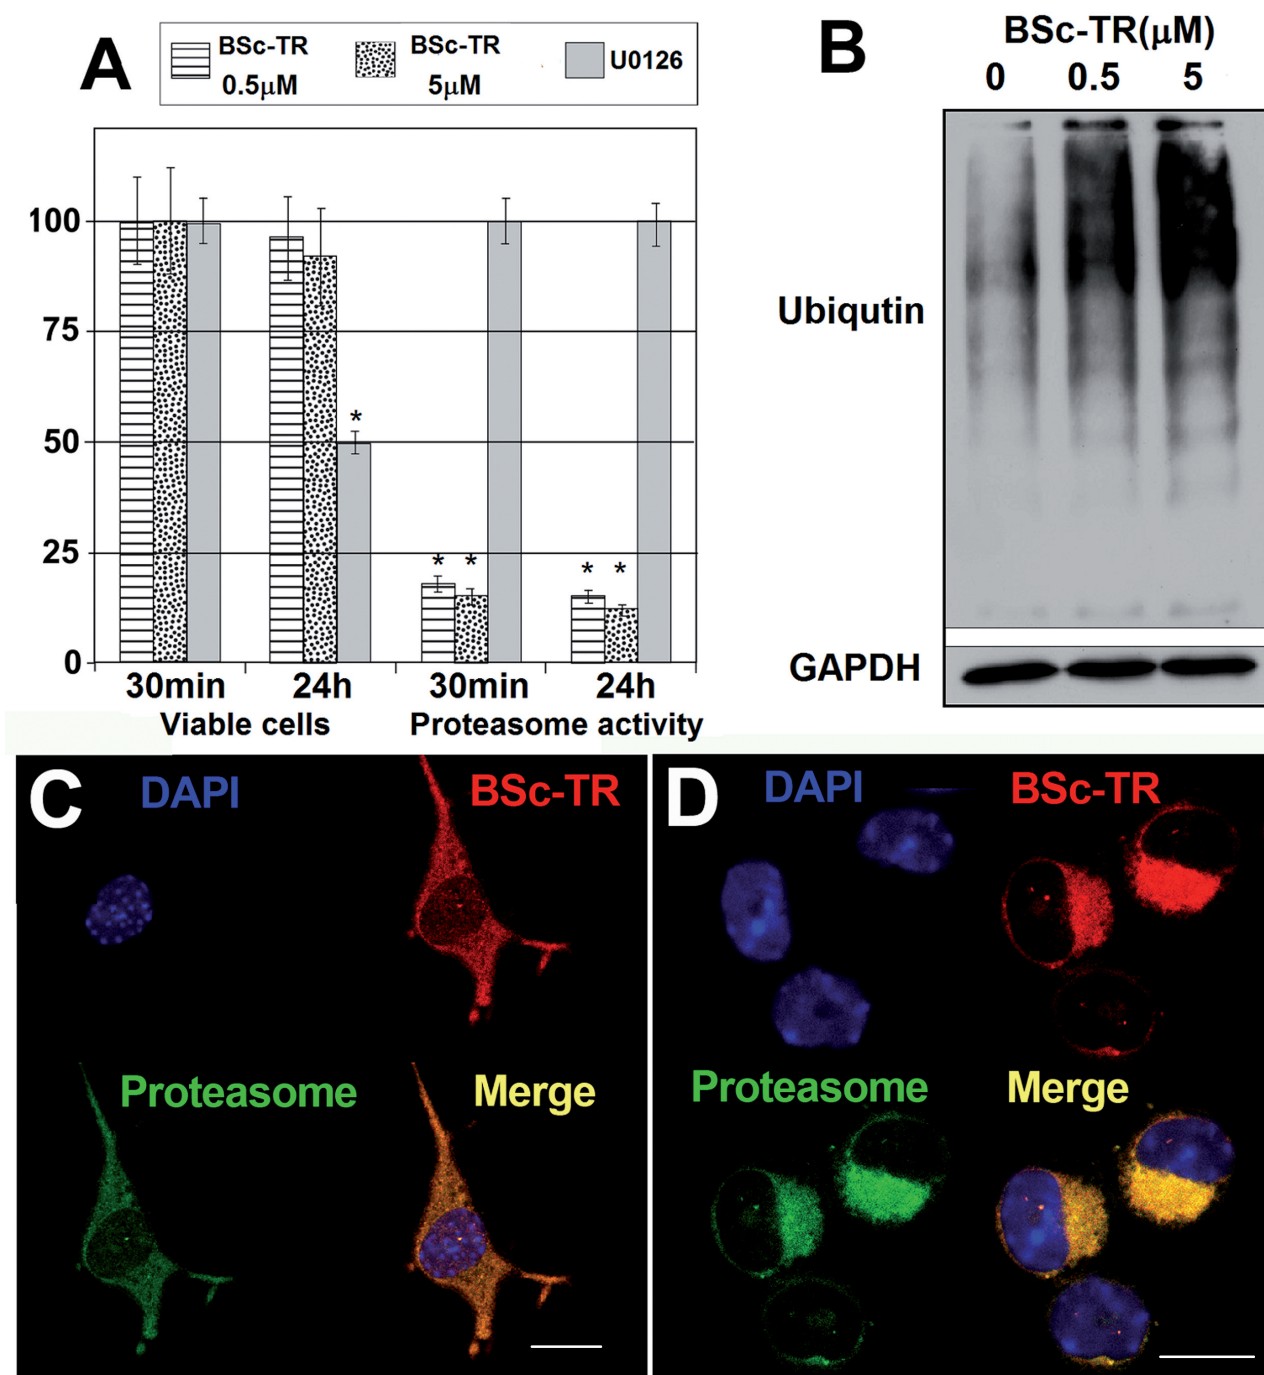 A
BSc-TR
0.5µM
BSc-TR
5µM
U0126
100
75
50
25
0
*
* *
* *
30min 24h 30min 24h
Viable cells Proteasome activity
B
BSc-TR(µM)
0 0.5 5
Ubiqutin
GAPDH
C
DAPI
BSc-TR
Proteasome
Merge
D
DAPI
BSc-TR
Proteasome
Merge